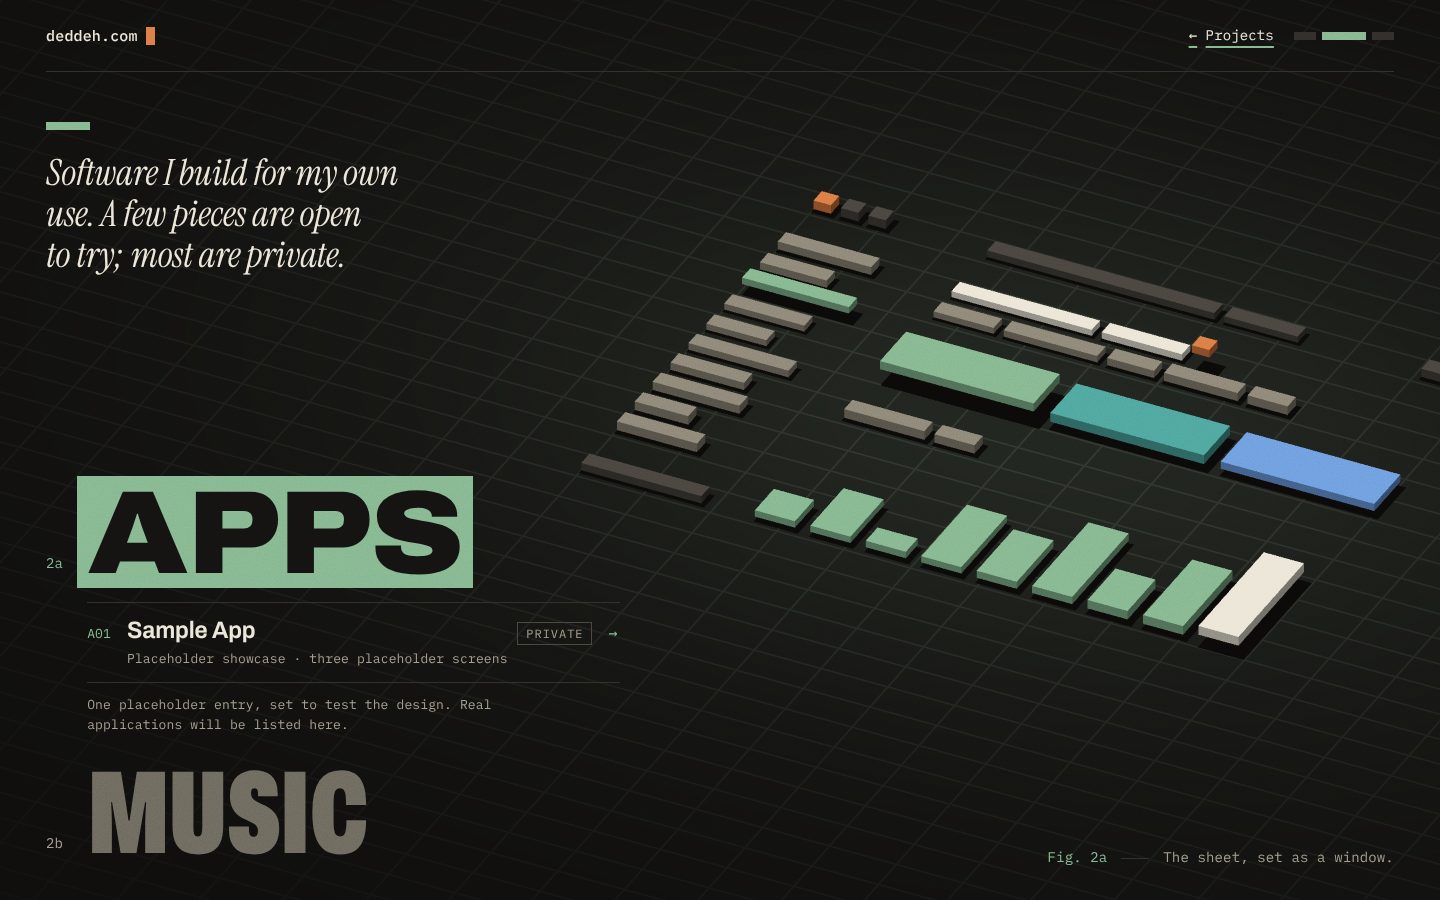 deddeh.com
← Projects
Software I build for my own
use. A few pieces are open
to try; most are private.
2a APPS
A01 Sample App PRIVATE →
Placeholder showcase · three placeholder screens
One placeholder entry, set to test the design. Real
applications will be listed here.
2b MUSIC
Fig. 2a — The sheet, set as a window.